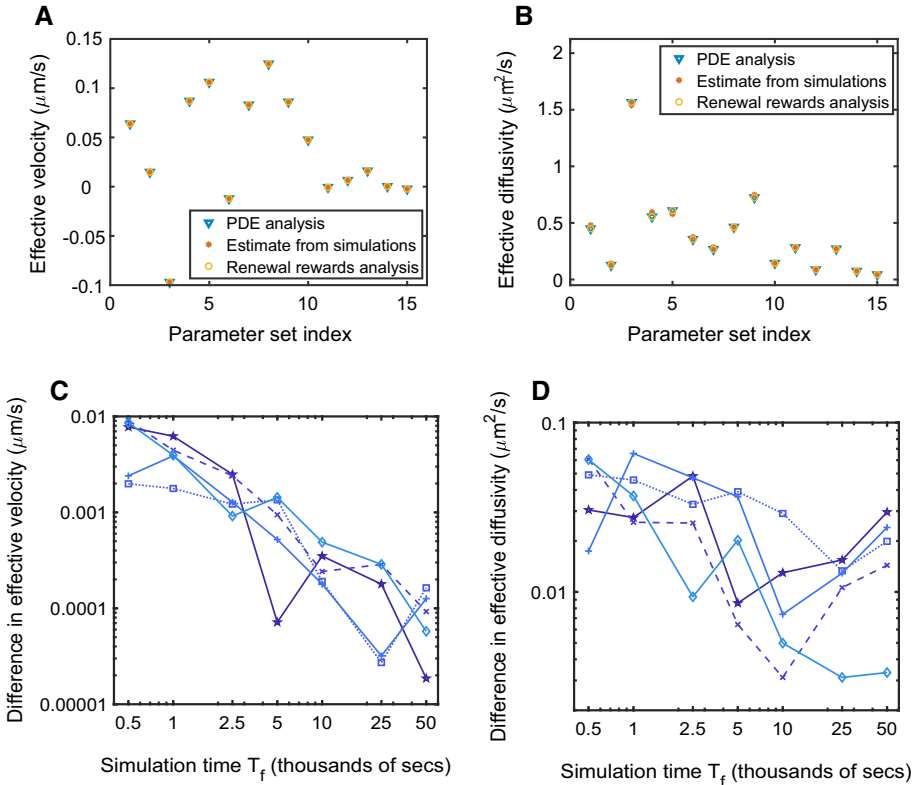 A
Effective velocity (μm/s)
0.15
0.1
0.05
0
-0.05
-0.1
0
5
10
15
Parameter set index
PDE analysis
Estimate from simulations
Renewal rewards analysis
B
Effective diffusivity (μm²/s)
2
1.5
1
0.5
0
0
5
10
15
Parameter set index
PDE analysis
Estimate from simulations
Renewal rewards analysis
C
Difference in effective velocity (μm/s)
0.01
0.001
0.0001
0.00001
0.5
1
2.5
5
10
25
50
Simulation time T_f (thousands of secs)
D
Difference in effective diffusivity (μm²/s)
0.1
0.01
0.5
1
2.5
5
10
25
50
Simulation time T_f (thousands of secs)